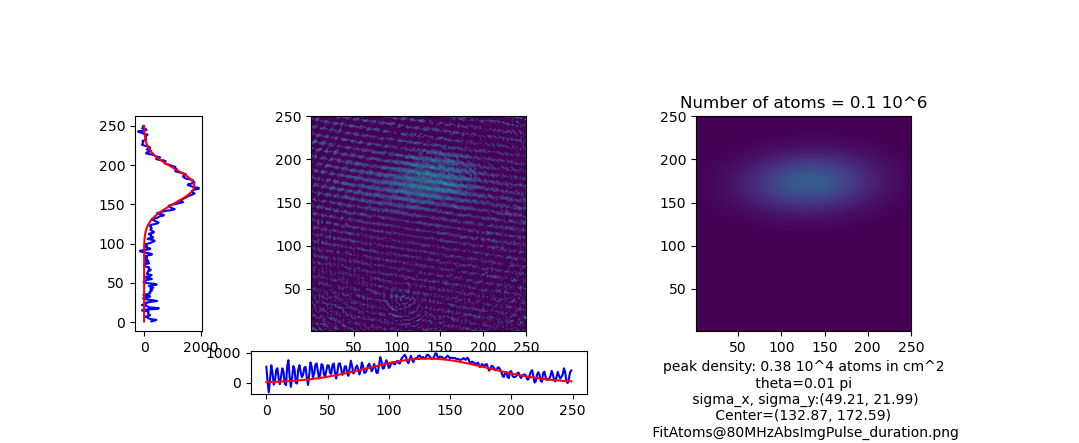 Number of atoms = 0.1 10^6
250
200
150
100
50
0
0 2000
250
200
150
100
50
50 100 150 200 250
250
200
150
100
50
50 100 150 200 250
1000
0
0 50 100 150 200 250
peak density: 0.38 10^4 atoms in cm^2
theta=0.01 pi
sigma_x, sigma_y:(49.21, 21.99)
Center=(132.87, 172.59)
FitAtoms@80MHzAbsImgPulse_duration.png